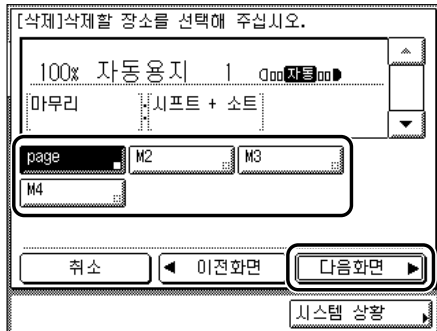 [삭제]삭제할 장소를 선택해 주십시오.
100% 자동용지 1 자동
마무리 : 시프트 + 소트
page M2 M3
M4
취소 ◀ 이전화면 다음화면 ▶
시스템 상황